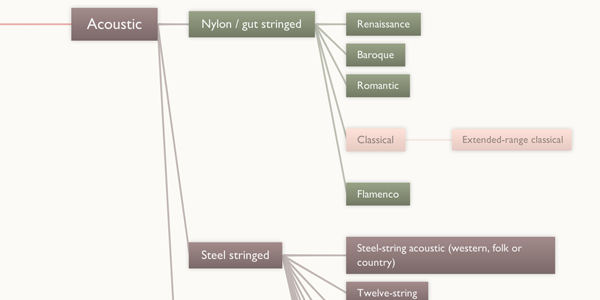 Acoustic
Nylon / gut stringed
Renaissance
Baroque
Romantic
Classical
Extended-range classical
Flamenco
Steel stringed
Steel-string acoustic (western, folk or
country)
Twelve-string